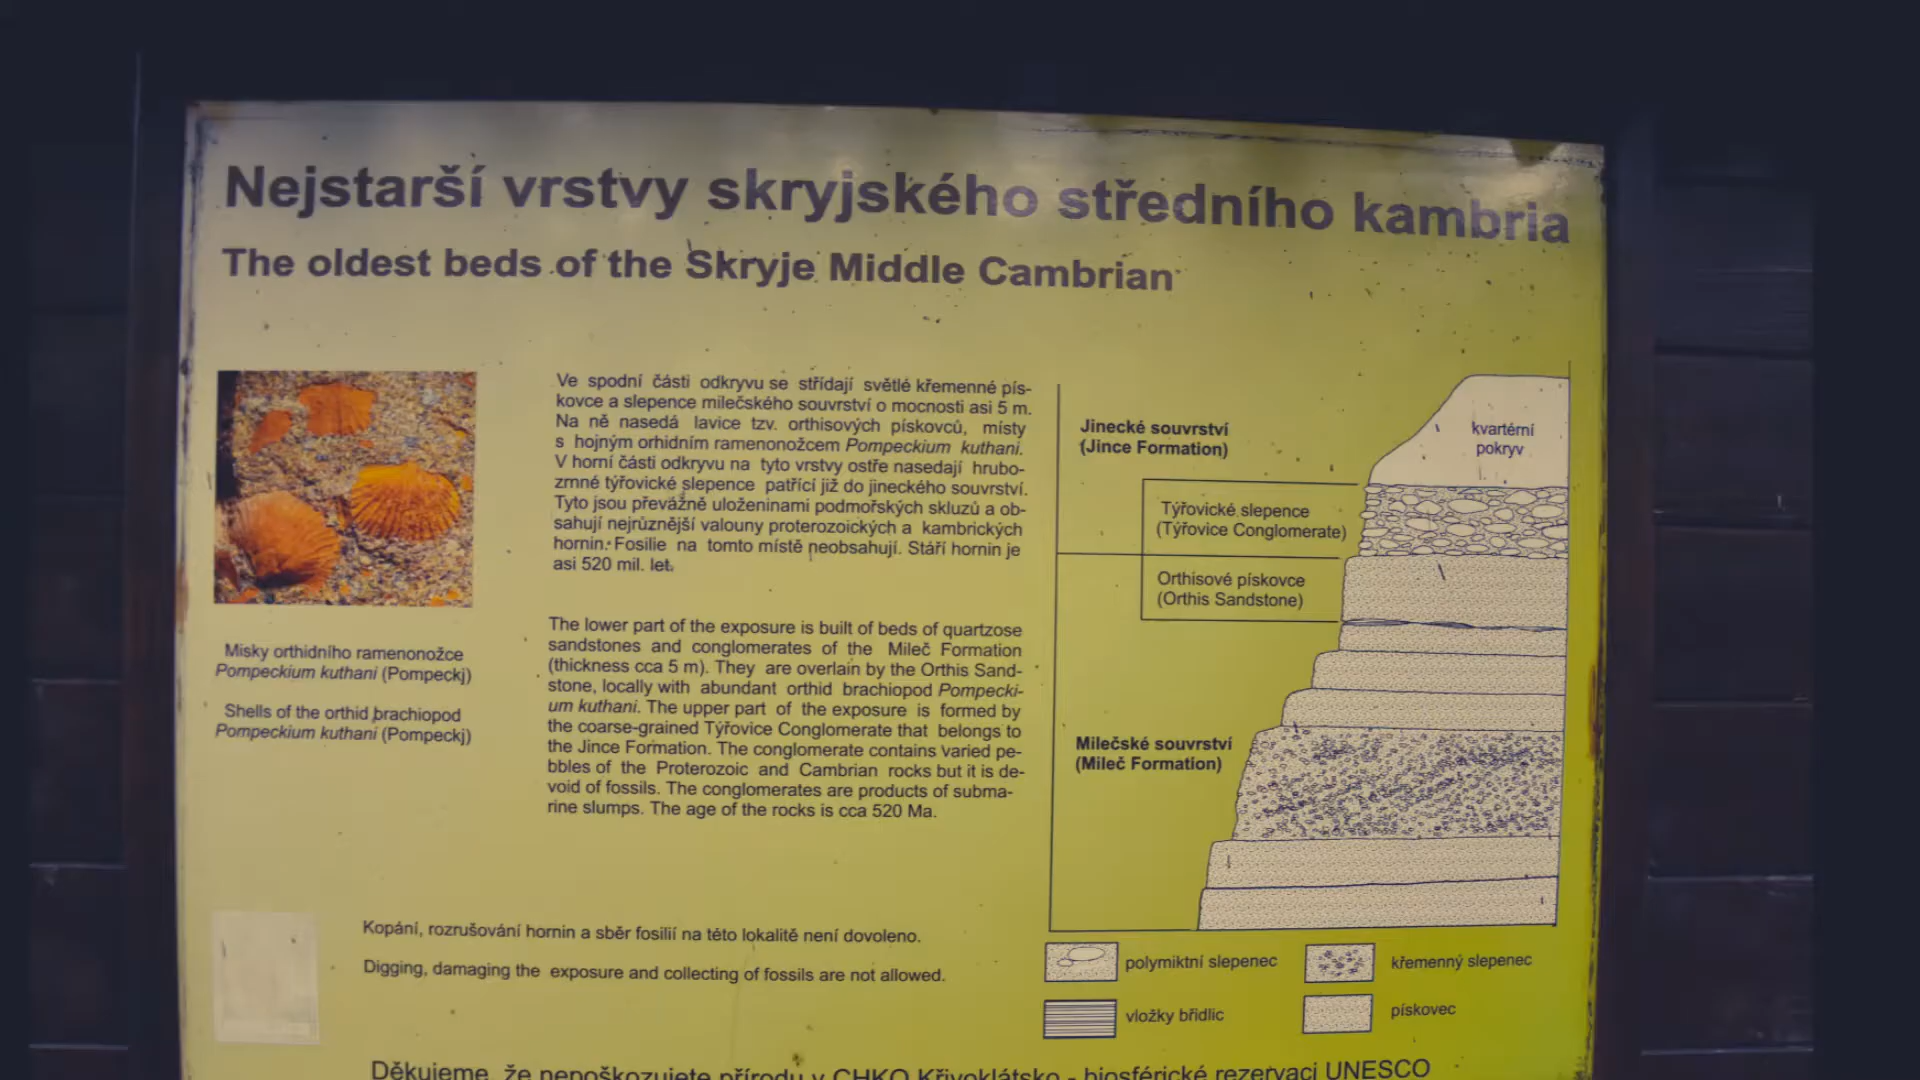 Nejstarší vrstvy skryjského středního kambria
The oldest beds of the Skryje Middle Cambrian
Ve spodní části odkryvu se střídají světlé křemenné pís-
kovce a slepence milečského souvrství o mocnosti asi 5 m.
Na ně nasedá lavice tzv. orthisových pískovců, místy
s hojným orhidním ramenonožcem Pompeckium kuthani.
V horní části odkryvu na tyto vrstvy ostře nasedají hrubo-
zrnné týřovické slepence patřící již do jineckého souvrství.
Tyto jsou převážně uloženinami podmořských skluzů a ob-
sahují nejrůznější valouny proterozoických a kambrických
hornin. Fosilie na tomto místě neobsahují. Stáří hornin je
asi 520 mil. let.
The lower part of the exposure is built of beds of quartzose
sandstones and conglomerates of the Mileč Formation
(thickness cca 5 m). They are overlain by the Orthis Sand-
stone, locally with abundant orthid brachiopod Pompecki-
um kuthani. The upper part of the exposure is formed by
the coarse-grained Týřovice Conglomerate that belongs to
the Jince Formation. The conglomerate contains varied pe-
bbles of the Proterozoic and Cambrian rocks but it is de-
void of fossils. The conglomerates are products of subma-
rine slumps. The age of the rocks is cca 520 Ma.
Misky orthidního ramenonožce
Pompeckium kuthani (Pompeckj)
Shells of the orthid brachiopod
Pompeckium kuthani (Pompeckj)
Jinecké souvrství
(Jince Formation)
kvartérní
pokryv
Týřovické slepence
(Týřovice Conglomerate)
Orthisové pískovce
(Orthis Sandstone)
Milečské souvrství
(Mileč Formation)
polymiktní slepenec
křemenný slepenec
vložky břidlic
pískovec
Kopání, rozrušování hornin a sběr fosilií na této lokalitě není dovoleno.
Digging, damaging the exposure and collecting of fossils are not allowed.
Děkujeme, že nepoškozujete přírodu v CHKO Křivoklátsko - biosférické rezervaci UNESCO